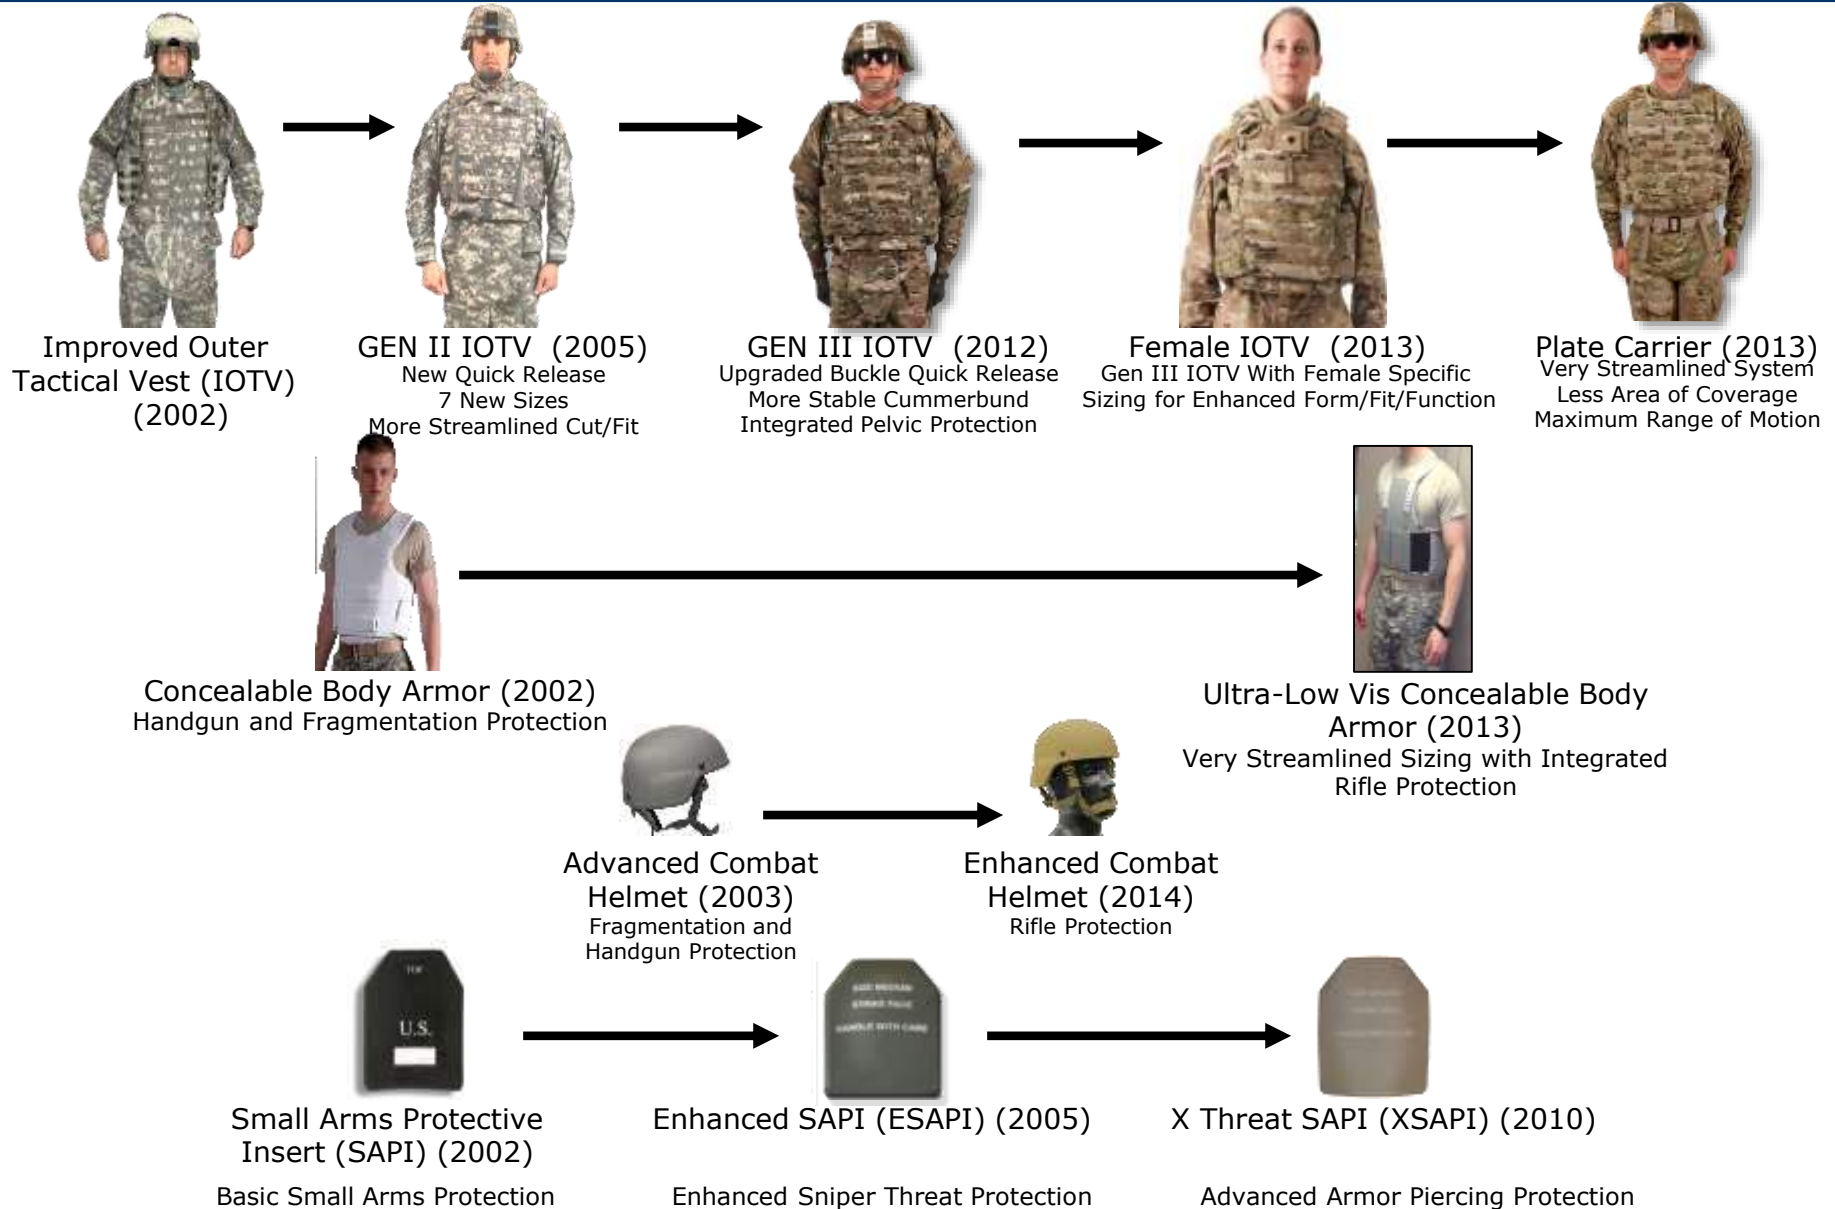 Improved Outer
Tactical Vest (IOTV)
(2002)
GEN II IOTV (2005)
New Quick Release
7 New Sizes
More Streamlined Cut/Fit
GEN III IOTV (2012)
Upgraded Buckle Quick Release
More Stable Cummerbund
Integrated Pelvic Protection
Female IOTV (2013)
Gen III IOTV With Female Specific
Sizing for Enhanced Form/Fit/Function
Plate Carrier (2013)
Very Streamlined System
Less Area of Coverage
Maximum Range of Motion
Concealable Body Armor (2002)
Handgun and Fragmentation Protection
Ultra-Low Vis Concealable Body
Armor (2013)
Very Streamlined Sizing with Integrated
Rifle Protection
Advanced Combat
Helmet (2003)
Fragmentation and
Handgun Protection
Enhanced Combat
Helmet (2014)
Rifle Protection
TOP
U.S.
SIZE MEDIUM
STRIKE FACE
HANDLE WITH CARE
Small Arms Protective
Insert (SAPI) (2002)
Basic Small Arms Protection
Enhanced SAPI (ESAPI) (2005)
Enhanced Sniper Threat Protection
X Threat SAPI (XSAPI) (2010)
Advanced Armor Piercing Protection